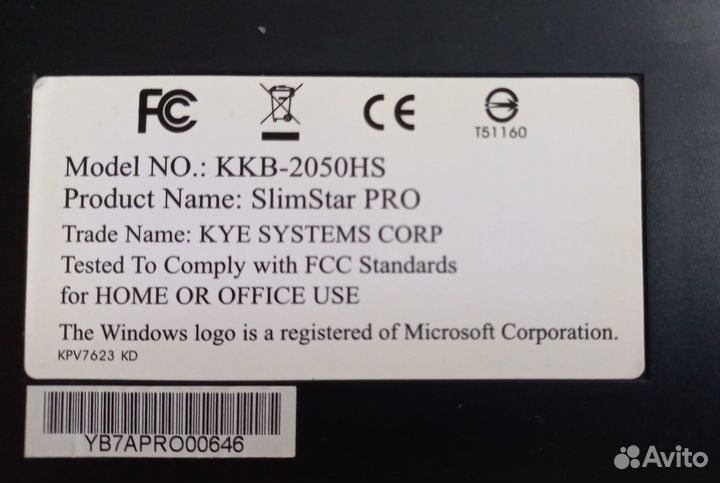 FC CE
T51160
Model NO.: KKB-2050HS
Product Name: SlimStar PRO
Trade Name: KYE SYSTEMS CORP
Tested To Comply with FCC Standards
for HOME OR OFFICE USE
The Windows logo is a registered of Microsoft Corporation.
KPV7623 KD
YB7APRO00646
Avito